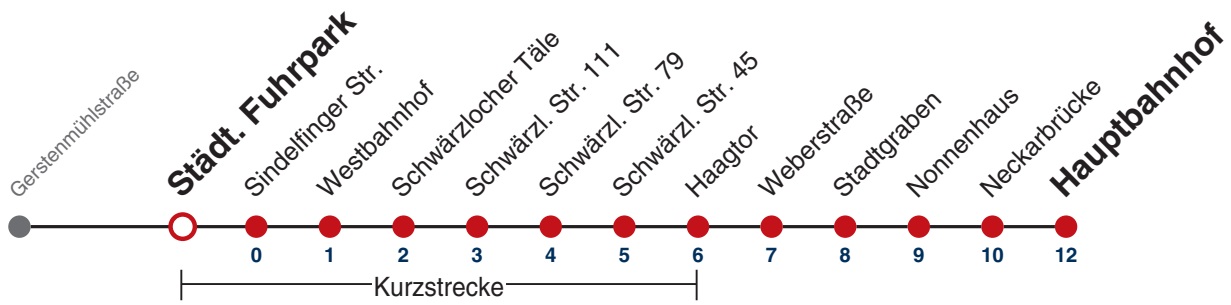 Gerstenmühlstraße
Städt. Fuhrpark
Sindelfinger Str.
Westbahnhof
Schwärzlocher Täle
Schwärzl. Str. 111
Schwärzl. Str. 79
Schwärzl. Str. 45
Haagtor
Weberstraße
Stadtgraben
Nonnenhaus
Neckarbrücke
Hauptbahnhof
0 1 2 3 4 5 6 7 8 9 10 12
Kurzstrecke